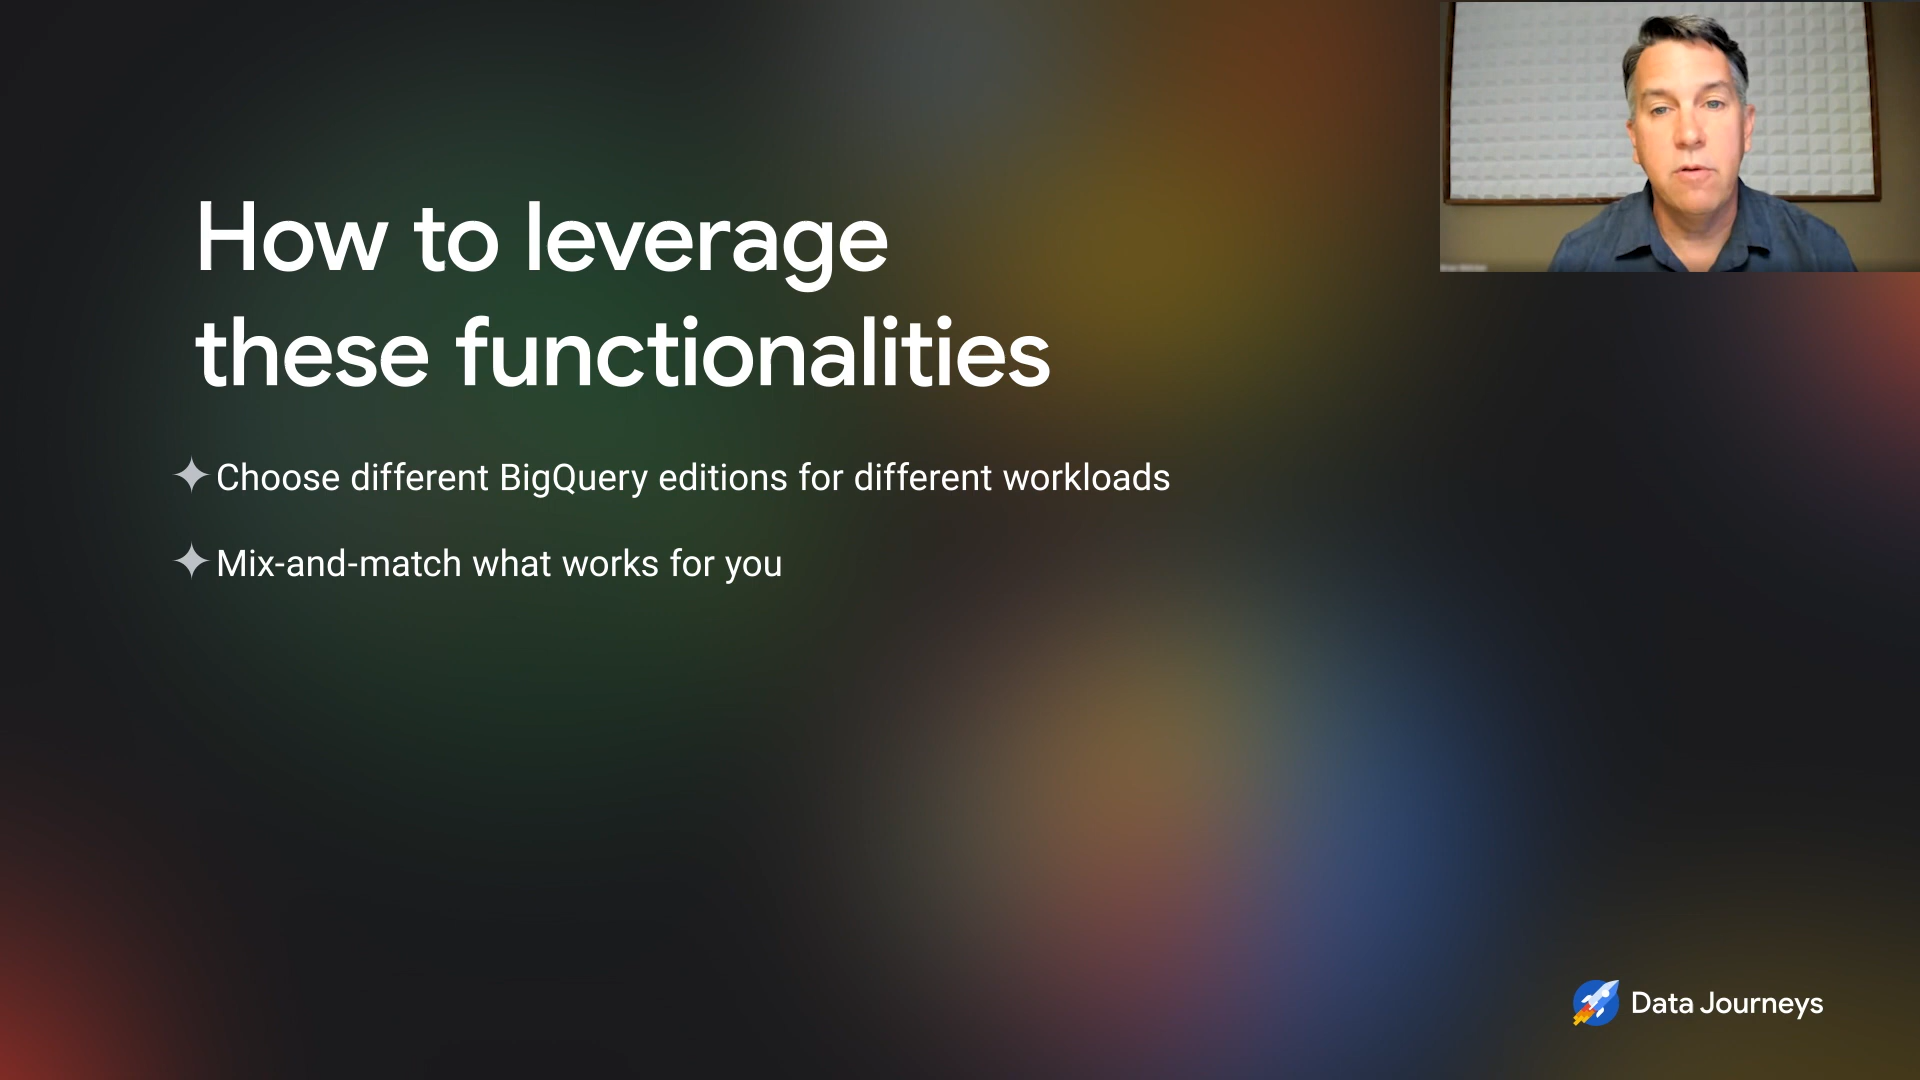 How to leverage
these functionalities
Choose different BigQuery editions for different workloads
Mix-and-match what works for you
Data Journeys